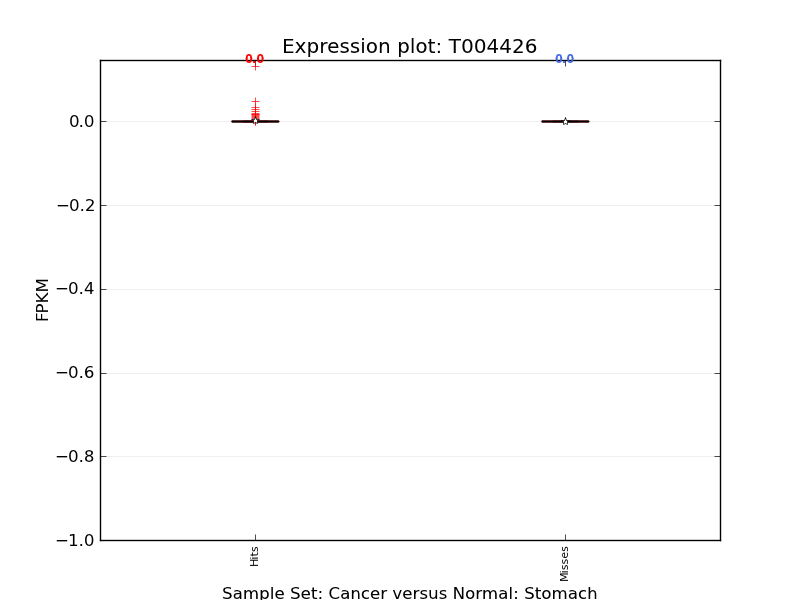 Expression plot: T004426
0.0
0.0
0.0
−0.2
−0.4
−0.6
−0.8
−1.0
FPKM
Hits
Misses
Sample Set: Cancer versus Normal: Stomach